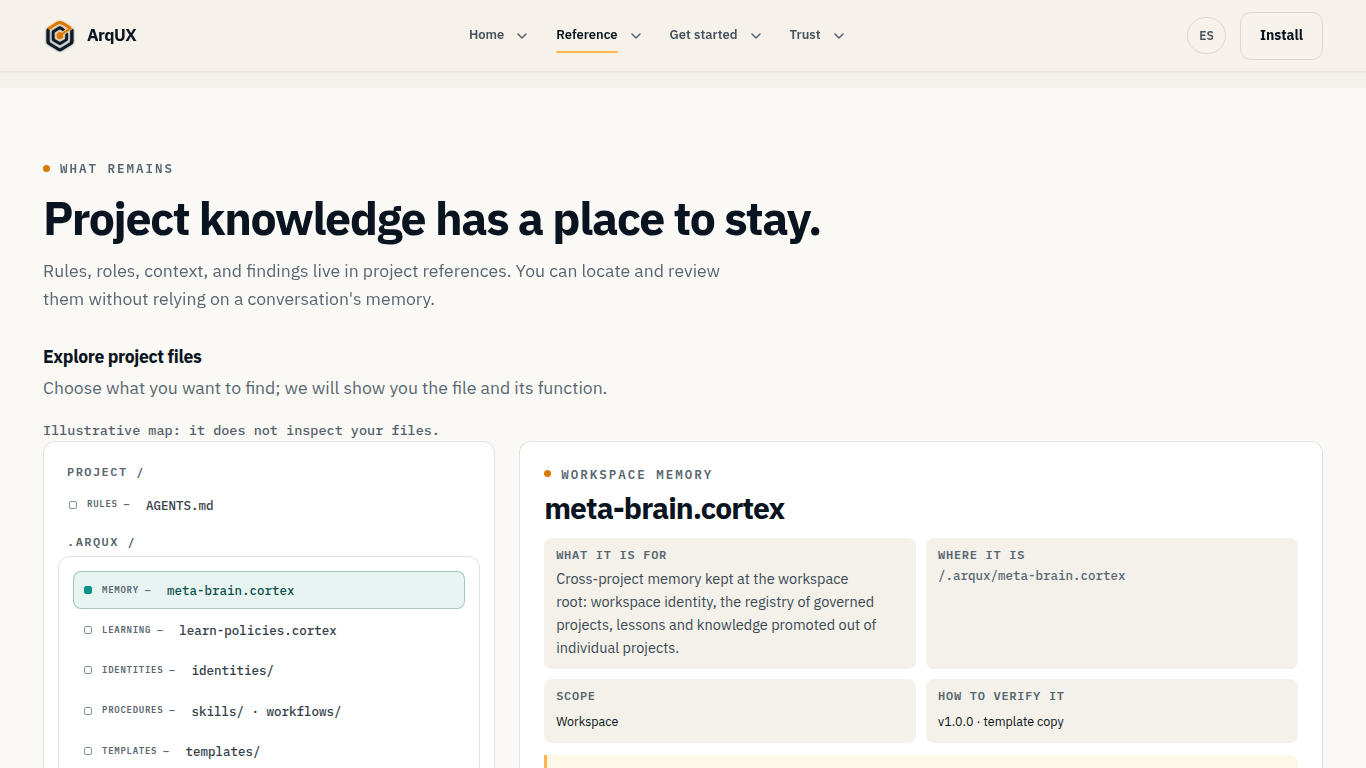 ArqUX
Home
Reference
Get started
Trust
ES
Install
WHAT REMAINS
Project knowledge has a place to stay.
Rules, roles, context, and findings live in project references. You can locate and review
them without relying on a conversation's memory.
Explore project files
Choose what you want to find; we will show you the file and its function.
Illustrative map: it does not inspect your files.
PROJECT /
RULES — AGENTS.md
.ARQUX /
MEMORY — meta-brain.cortex
LEARNING — learn-policies.cortex
IDENTITIES — identities/
PROCEDURES — skills/ · workflows/
TEMPLATES — templates/
WORKSPACE MEMORY
meta-brain.cortex
WHAT IT IS FOR
Cross-project memory kept at the workspace
root: workspace identity, the registry of governed
projects, lessons and knowledge promoted out of
individual projects.
WHERE IT IS
/.arqux/meta-brain.cortex
SCOPE
Workspace
HOW TO VERIFY IT
v1.0.0 · template copy